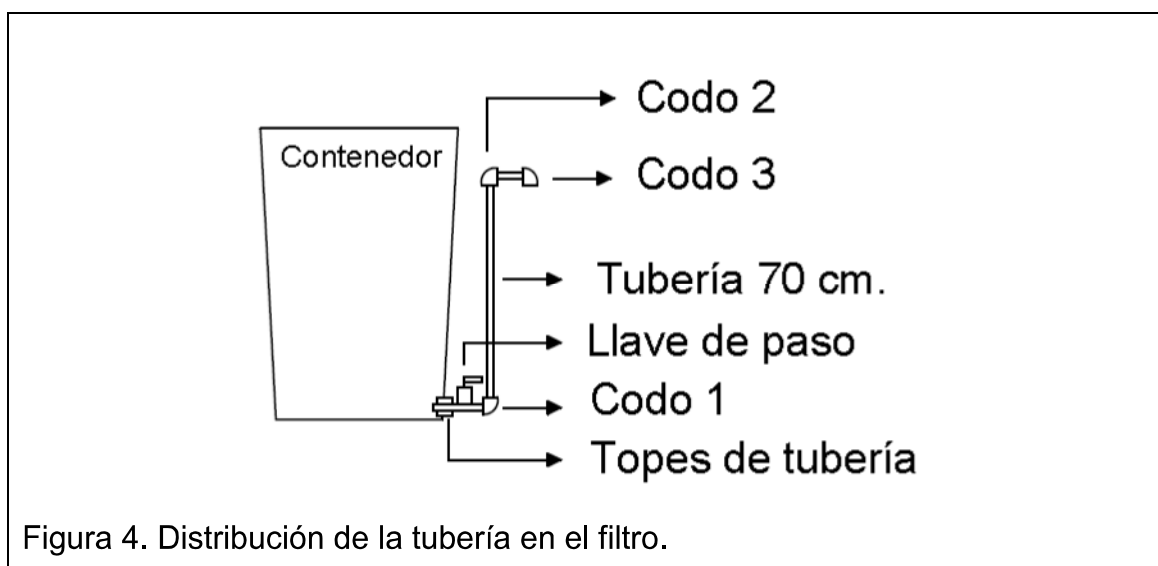 Codo 2
Contenedor
Codo 3
Tubería 70 cm.
Llave de paso
Codo 1
Topes de tubería
Figura 4. Distribución de la tubería en el filtro.